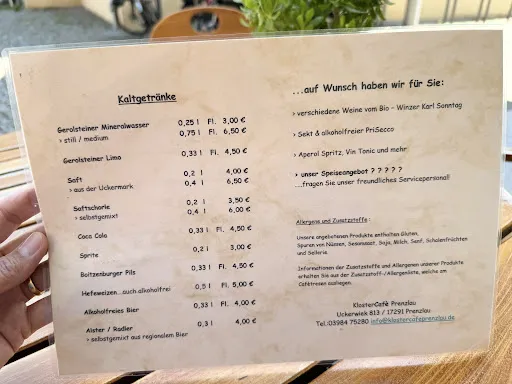 Kaltgetränke
Gerolsteiner Mineralwasser 0,25 l Fl. 3,00 €
> still / medium 0,75 l Fl. 6,50 €
Gerolsteiner Limo 0,33 l Fl. 4,50 €
Saft 0,2 l 4,00 €
> aus der Uckermark 0,4 l 6,50 €
Saftschorle 0,2 l 3,50 €
> selbstgemixt 0,4 l 6,00 €
Coca Cola 0,33 l Fl. 4,50 €
Sprite 0,2 l 3,00 €
Boitzenburger Pils 0,33 l Fl. 4,50 €
Hefeweizen...auch alkoholfrei 0,5 l Fl. 5,00 €
Alkoholfreies Bier 0,33 l Fl. 4,00 €
Alster / Radler 0,3 l 4,00 €
> selbstgemixt aus regionalem Bier
...auf Wunsch haben wir für Sie:
> verschiedene Weine vom Bio – Winzer Karl Sonntag
> Sekt & alkoholfreier PriSecco
> Aperol Spritz, Vin Tonic und mehr
> unser Speiseangebot ? ? ? ? ?
...fragen Sie unser freundliches Servicepersonal!
Allergene und Zusatzstoffe:
Unsere angebotenen Produkte enthalten Gluten,
Spuren von Nüssen, Sesamsaat, Soja, Milch, Senf, Schalenfrüchten
und Sellerie.
Informationen der Zusatzstoffe und Allergenen unserer Produkte
erhalten Sie aus der Zusatzstoff-/Allergenliste, welche am
Cafétresen ausliegen.
KlosterCafè Prenzlau
Uckerwiek 813 / 17291 Prenzlau
Tel.:03984 75280 info@klostercafeprenzlau.de